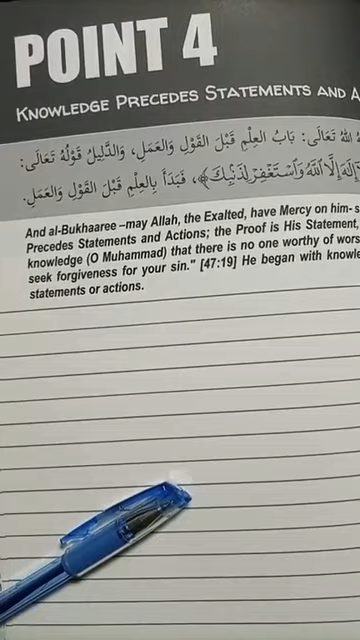 POINT 4
KNOWLEDGE PRECEDES STATEMENTS AND A
اللهُ تَعَالَى: بَابُ العِلْمِ قَبْلَ القَوْلِ وَالعَمَلِ، وَالدَّلِيلُ قَوْلُهُ تَعَالَى:
إِلَهَ إِلَّا اللَّهُ وَاسْتَغْفِرْ لِذَنْبِكَ﴾، فَبَدَأَ بِالعِلْمِ قَبْلَ القَوْلِ وَالعَمَلِ.
And al-Bukhaaree –may Allah, the Exalted, have Mercy on him- s
Precedes Statements and Actions; the Proof is His Statement,
knowledge (O Muhammad) that there is no one worthy of wors
seek forgiveness for your sin." [47:19] He began with knowle
statements or actions.